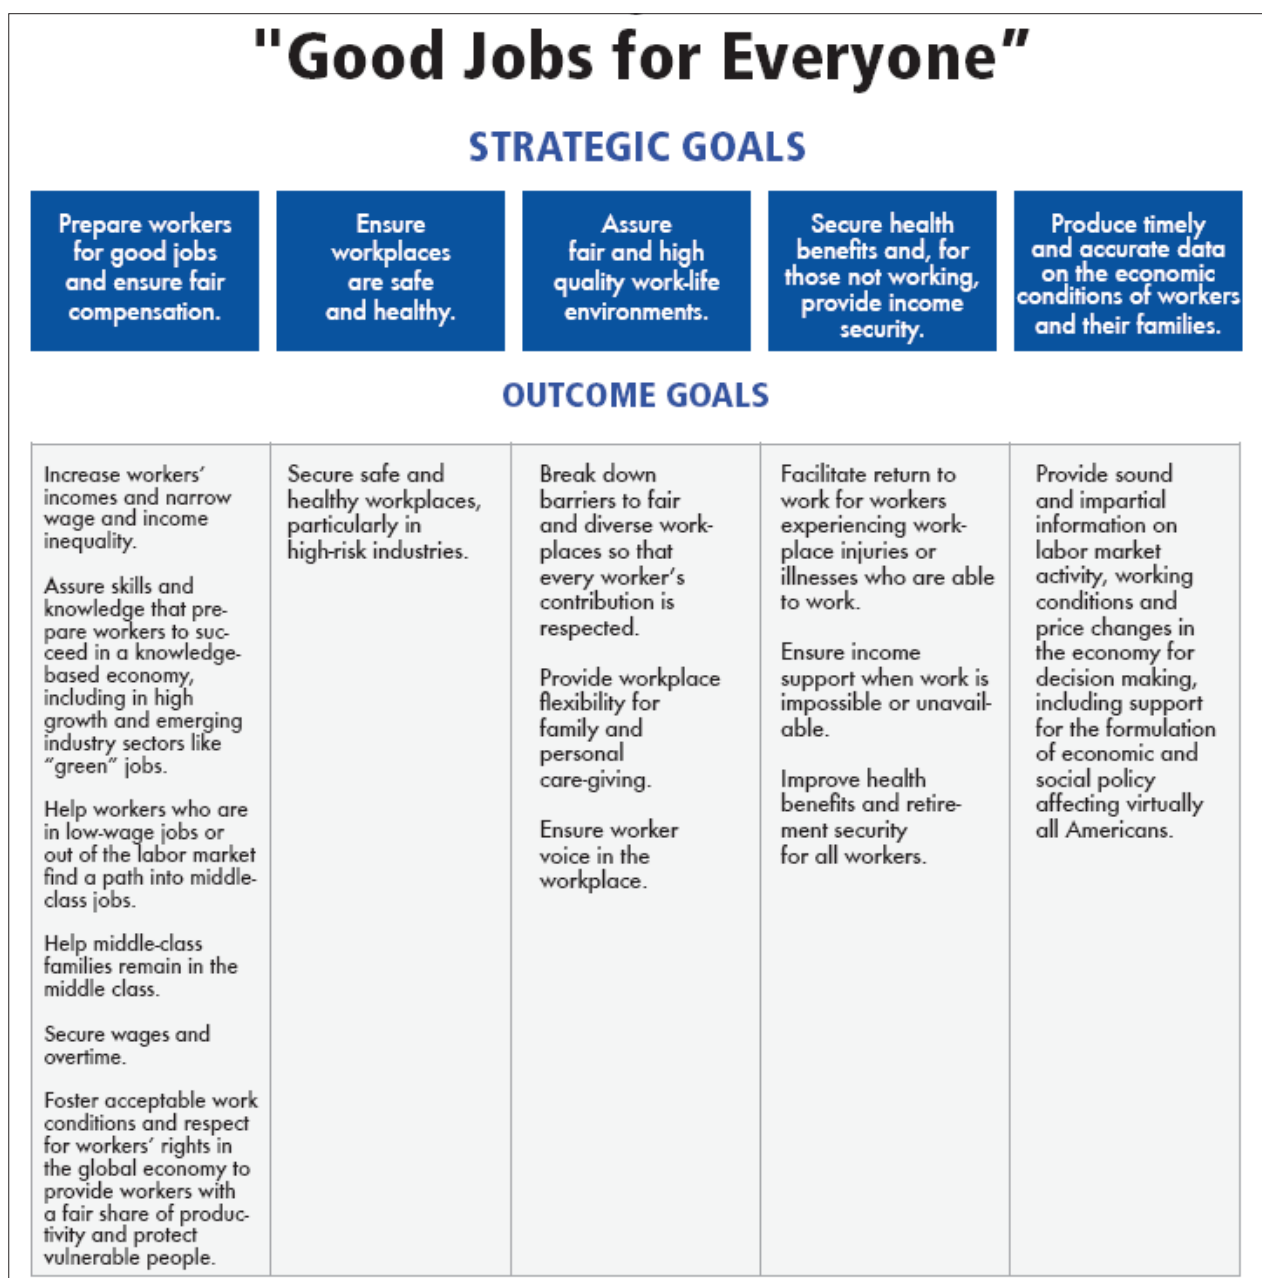 "Good Jobs for Everyone”
STRATEGIC GOALS
Prepare workers
for good jobs
and ensure fair
compensation.
Ensure
workplaces
are safe
and healthy.
Assure
fair and high
quality work-life
environments.
Secure health
benefits and, for
those not working,
provide income
security.
Produce timely
and accurate data
on the economic
conditions of workers
and their families.
OUTCOME GOALS
Increase workers’
incomes and narrow
wage and income
inequality.
Assure skills and
knowledge that pre-
pare workers to suc-
ceed in a knowledge-
based economy,
including in high
growth and emerging
industry sectors like
“green” jobs.
Help workers who are
in low-wage jobs or
out of the labor market
find a path into middle-
class jobs.
Help middle-class
families remain in the
middle class.
Secure wages and
overtime.
Foster acceptable work
conditions and respect
for workers’ rights in
the global economy to
provide workers with
a fair share of produc-
tivity and protect
vulnerable people.
Secure safe and
healthy workplaces,
particularly in
high-risk industries.
Break down
barriers to fair
and diverse work-
places so that
every worker’s
contribution is
respected.
Provide workplace
flexibility for
family and
personal
care-giving.
Ensure worker
voice in the
workplace.
Facilitate return to
work for workers
experiencing work-
place injuries or
illnesses who are able
to work.
Ensure income
support when work is
impossible or unavail-
able.
Improve health
benefits and retire-
ment security
for all workers.
Provide sound
and impartial
information on
labor market
activity, working
conditions and
price changes in
the economy for
decision making,
including support
for the formulation
of economic and
social policy
affecting virtually
all Americans.